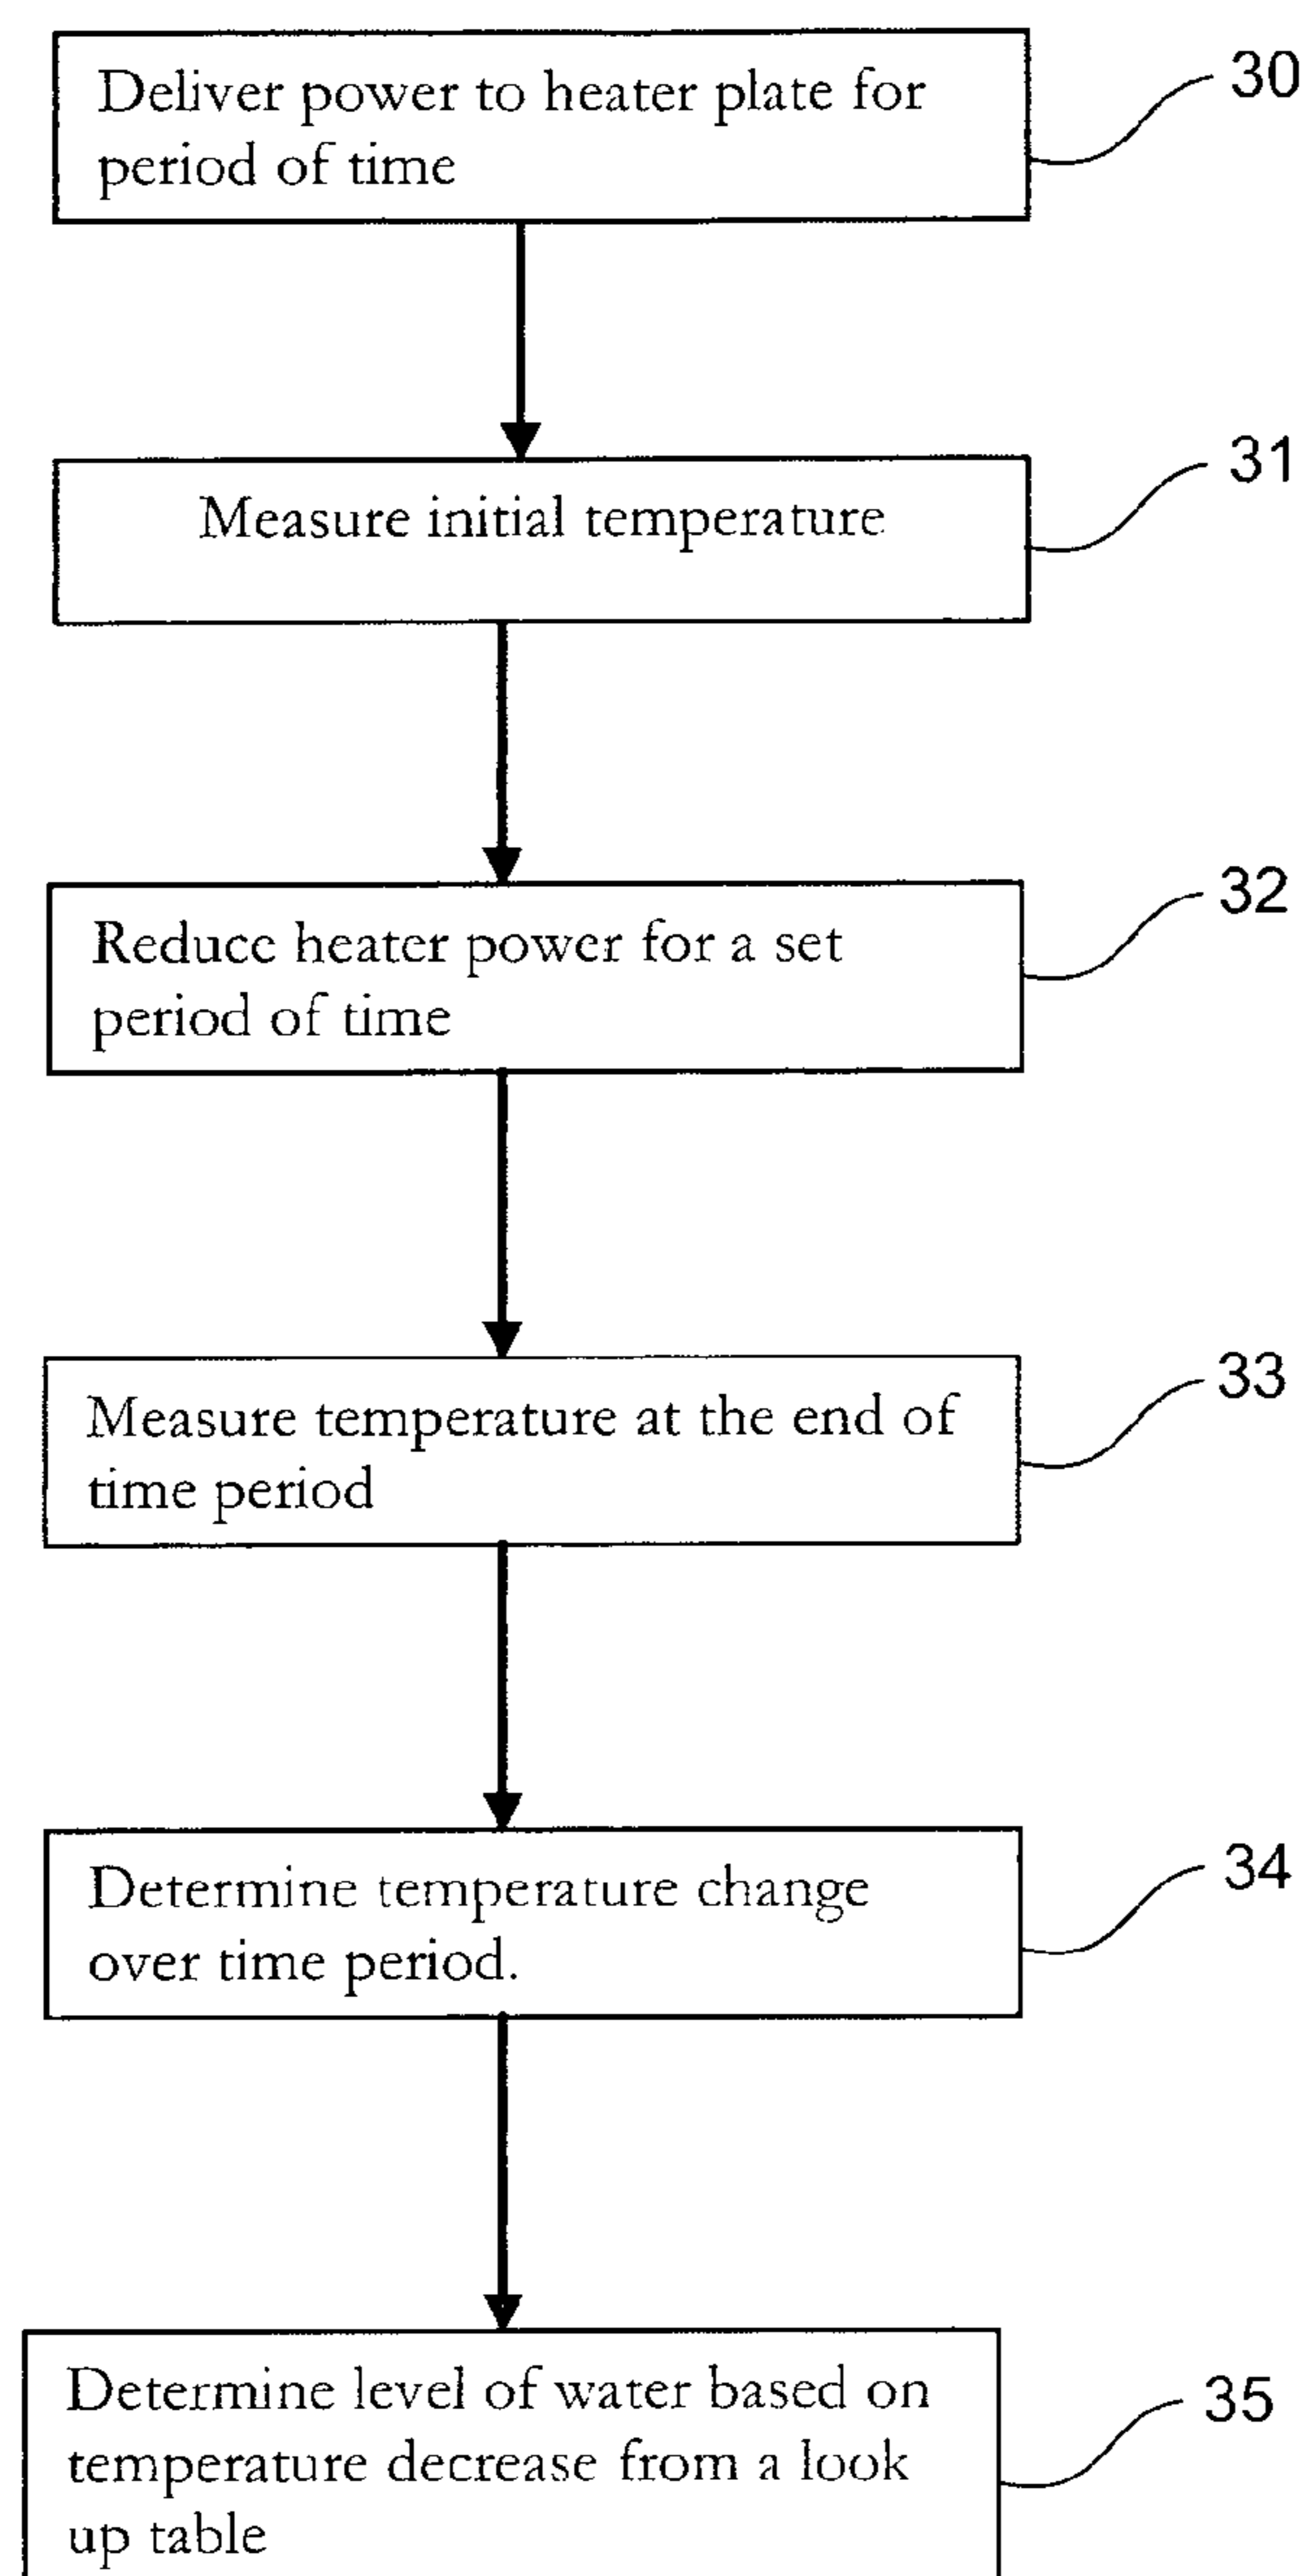 Deliver power to heater plate for
period of time
30
Measure initial temperature
31
Reduce heater power for a set
period of time
32
Measure temperature at the end of
time period
33
Determine temperature change
over time period.
34
Determine level of water based on
temperature decrease from a look
up table
35